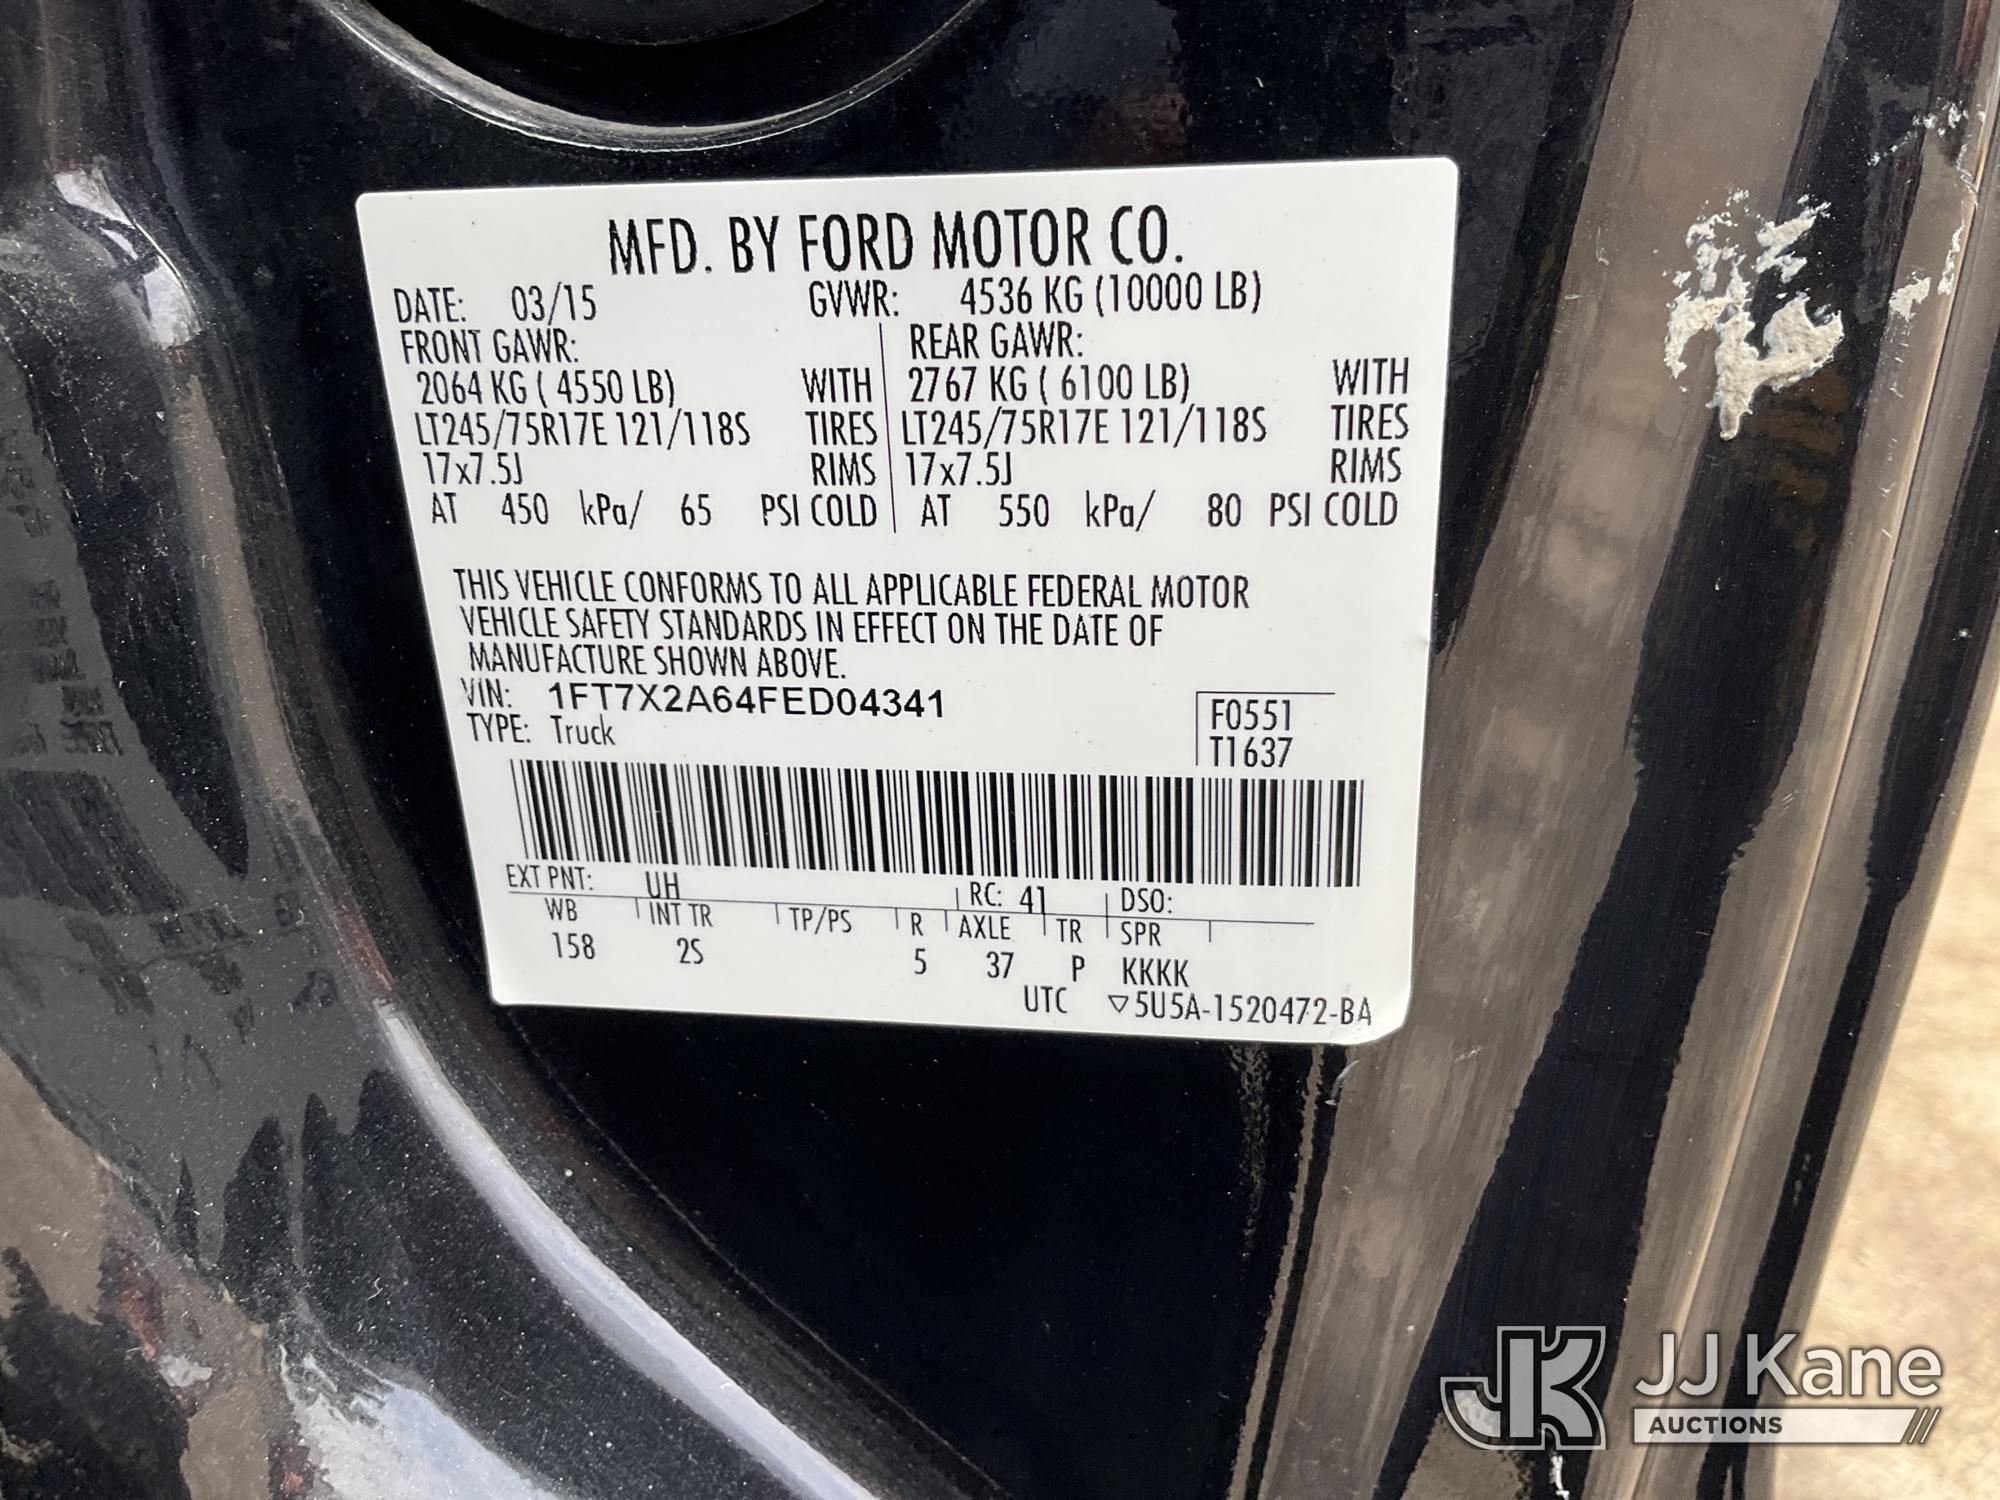 MFD. BY FORD MOTOR CO.
DATE: 03/15 GVWR: 4536 KG (10000 LB)
FRONT GAWR: REAR GAWR:
2064 KG ( 4550 LB) WITH 2767 KG ( 6100 LB) WITH
LT245/75R17E 121/118S TIRES LT245/75R17E 121/118S TIRES
17x7.5J RIMS 17x7.5J RIMS
AT 450 kPa/ 65 PSI COLD AT 550 kPa/ 80 PSI COLD
THIS VEHICLE CONFORMS TO ALL APPLICABLE FEDERAL MOTOR
VEHICLE SAFETY STANDARDS IN EFFECT ON THE DATE OF
MANUFACTURE SHOWN ABOVE.
VIN: 1FT7X2A64FED04341
F0551
TYPE: Truck
T1637
EXT PNT: UH RC: 41 DSO:
WB INT TR TP/PS R AXLE TR SPR
158 2S 5 37 P KKKK
UTC ▽5U5A-1520472-BA
JK
JJ Kane
AUCTIONS